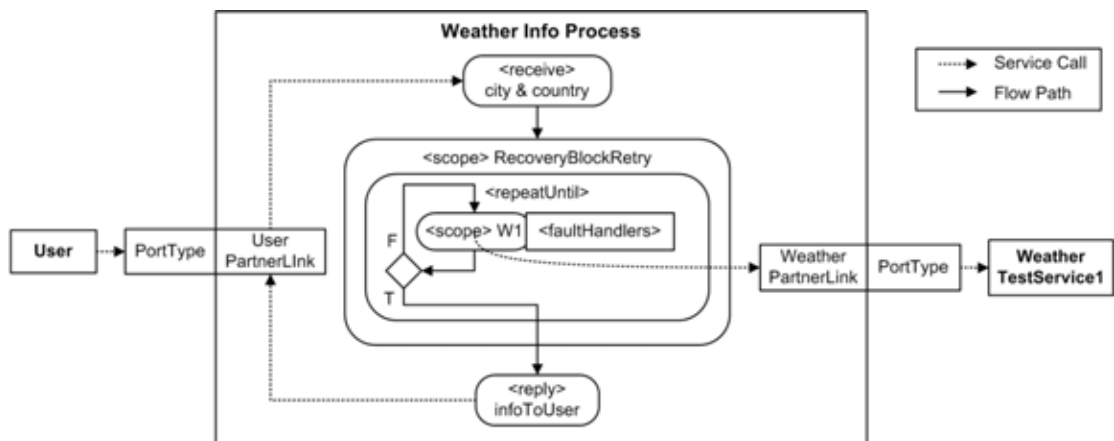 Weather Info Process
<receive>
city & country
Service Call
Flow Path
<scope> RecoveryBlockRetry
<repeatUntil>
<scope> W1
<faultHandlers>
F
T
User
PortType
User
PartnerLInk
Weather
PartnerLink
PortType
Weather
TestService1
<reply>
infoToUser